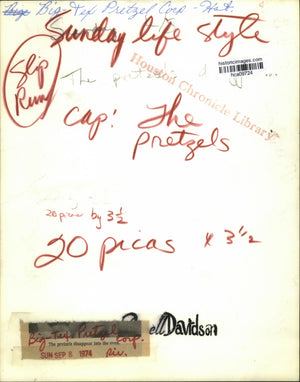 Big-Tex Pretzel Corp - Hst.
Sunday life style
historicimages.com
Slip
Run
The
Houston Chronicle Library
Cap: The
pretzels
20 picas by 3½
20 picas x 3½
Davidson
Big-Tex Pretzel
Corp.
The pretzels disappear into the oven.
SUN SEP 8 1974